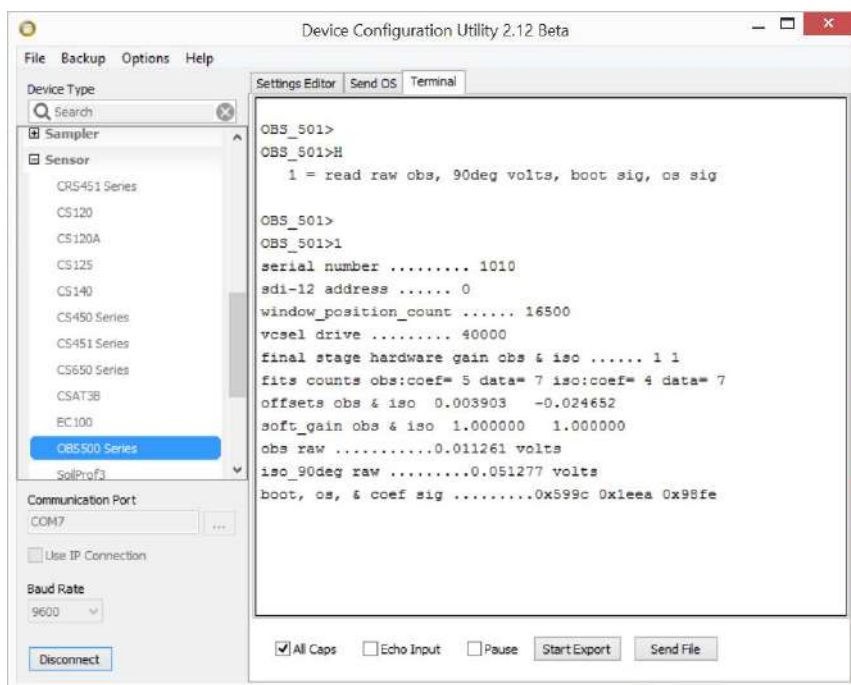 Device Configuration Utility 2.12 Beta
File Backup Options Help
Device Type
Search
Sampler
Sensor
CRS451 Series
CS120
CS120A
CS125
CS140
CS450 Series
CS451 Series
CS650 Series
CSAT3B
EC100
OBS500 Series
SoilProf3
Communication Port
COM7
...
Use IP Connection
Baud Rate
9600
Disconnect
Settings Editor Send OS Terminal
OBS_501>
OBS_501>H
1 = read raw obs, 90deg volts, boot sig, os sig
OBS_501>
OBS_501>1
serial number ......... 1010
sdi-12 address ...... 0
window_position_count ...... 16500
vcsel drive ......... 40000
final stage hardware gain obs & iso ...... 1 1
fits counts obs:coef= 5 data= 7 iso:coef= 4 data= 7
offsets obs & iso 0.003903 -0.024652
soft_gain obs & iso 1.000000 1.000000
obs raw ...........0.011261 volts
iso_90deg raw .........0.051277 volts
boot, os, & coef sig .........0x599c 0x1eea 0x98fe
All Caps Echo Input Pause Start Export Send File